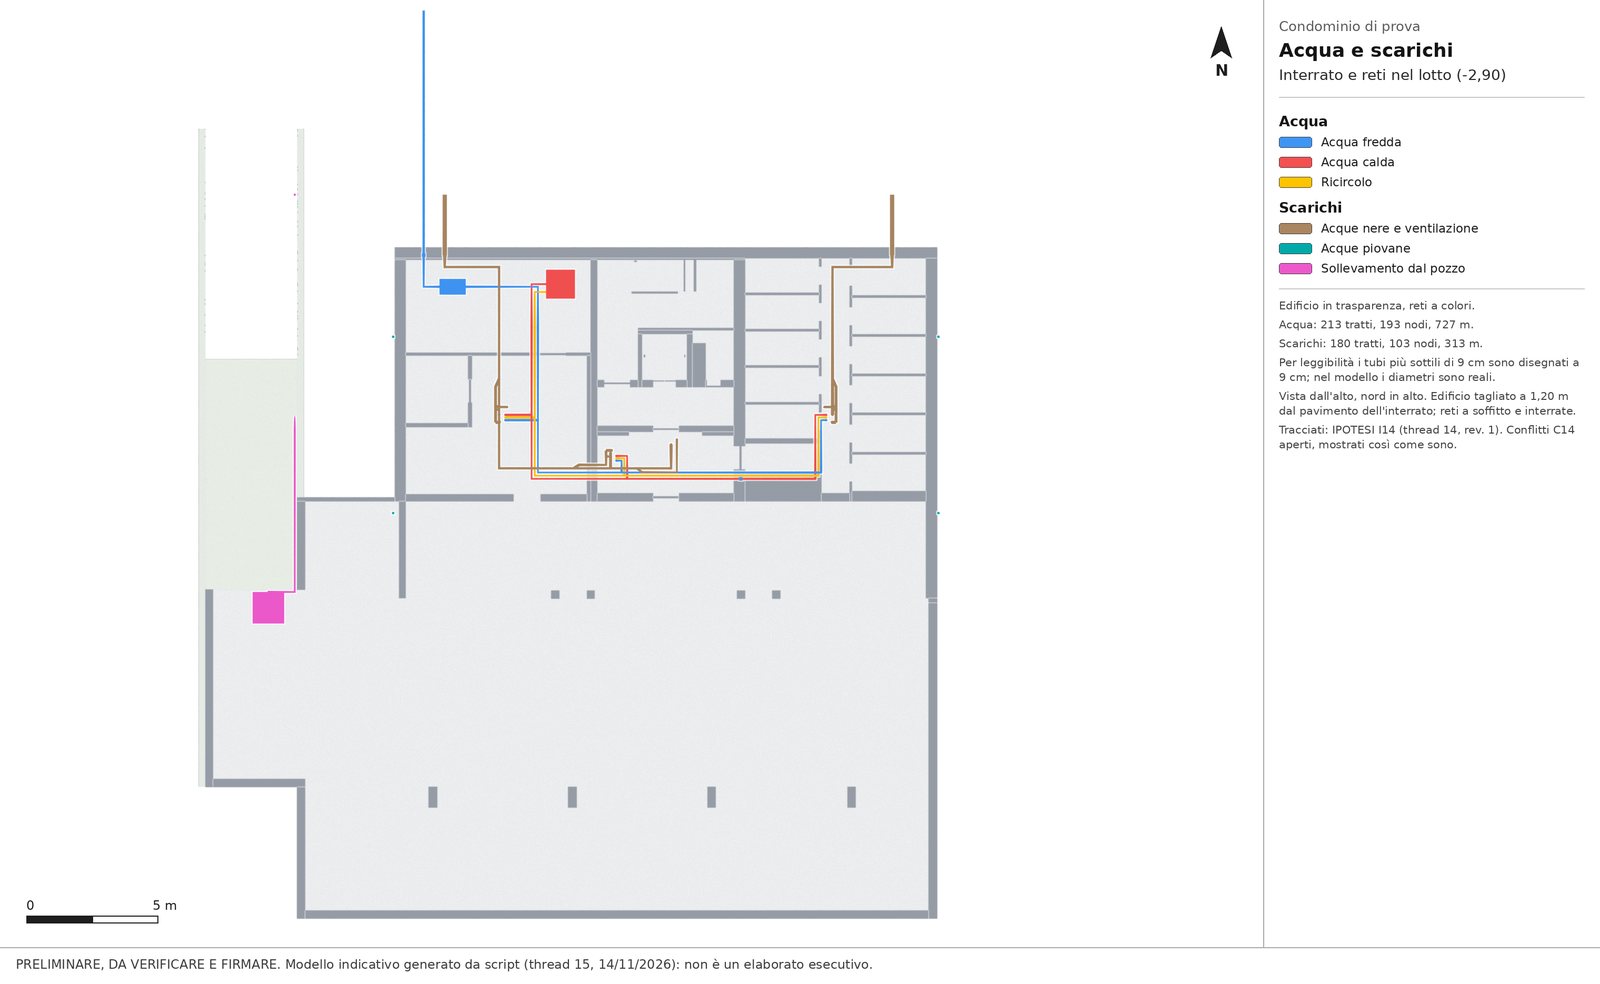 N
0 5 m
Condominio di prova
Acqua e scarichi
Interrato e reti nel lotto (-2,90)
Acqua
Acqua fredda
Acqua calda
Ricircolo
Scarichi
Acque nere e ventilazione
Acque piovane
Sollevamento dal pozzo
Edificio in trasparenza, reti a colori.
Acqua: 213 tratti, 193 nodi, 727 m.
Scarichi: 180 tratti, 103 nodi, 313 m.
Per leggibilità i tubi più sottili di 9 cm sono disegnati a
9 cm; nel modello i diametri sono reali.
Vista dall'alto, nord in alto. Edificio tagliato a 1,20 m
dal pavimento dell'interrato; reti a soffitto e interrate.
Tracciati: IPOTESI I14 (thread 14, rev. 1). Conflitti C14
aperti, mostrati così come sono.
PRELIMINARE, DA VERIFICARE E FIRMARE. Modello indicativo generato da script (thread 15, 14/11/2026): non è un elaborato esecutivo.